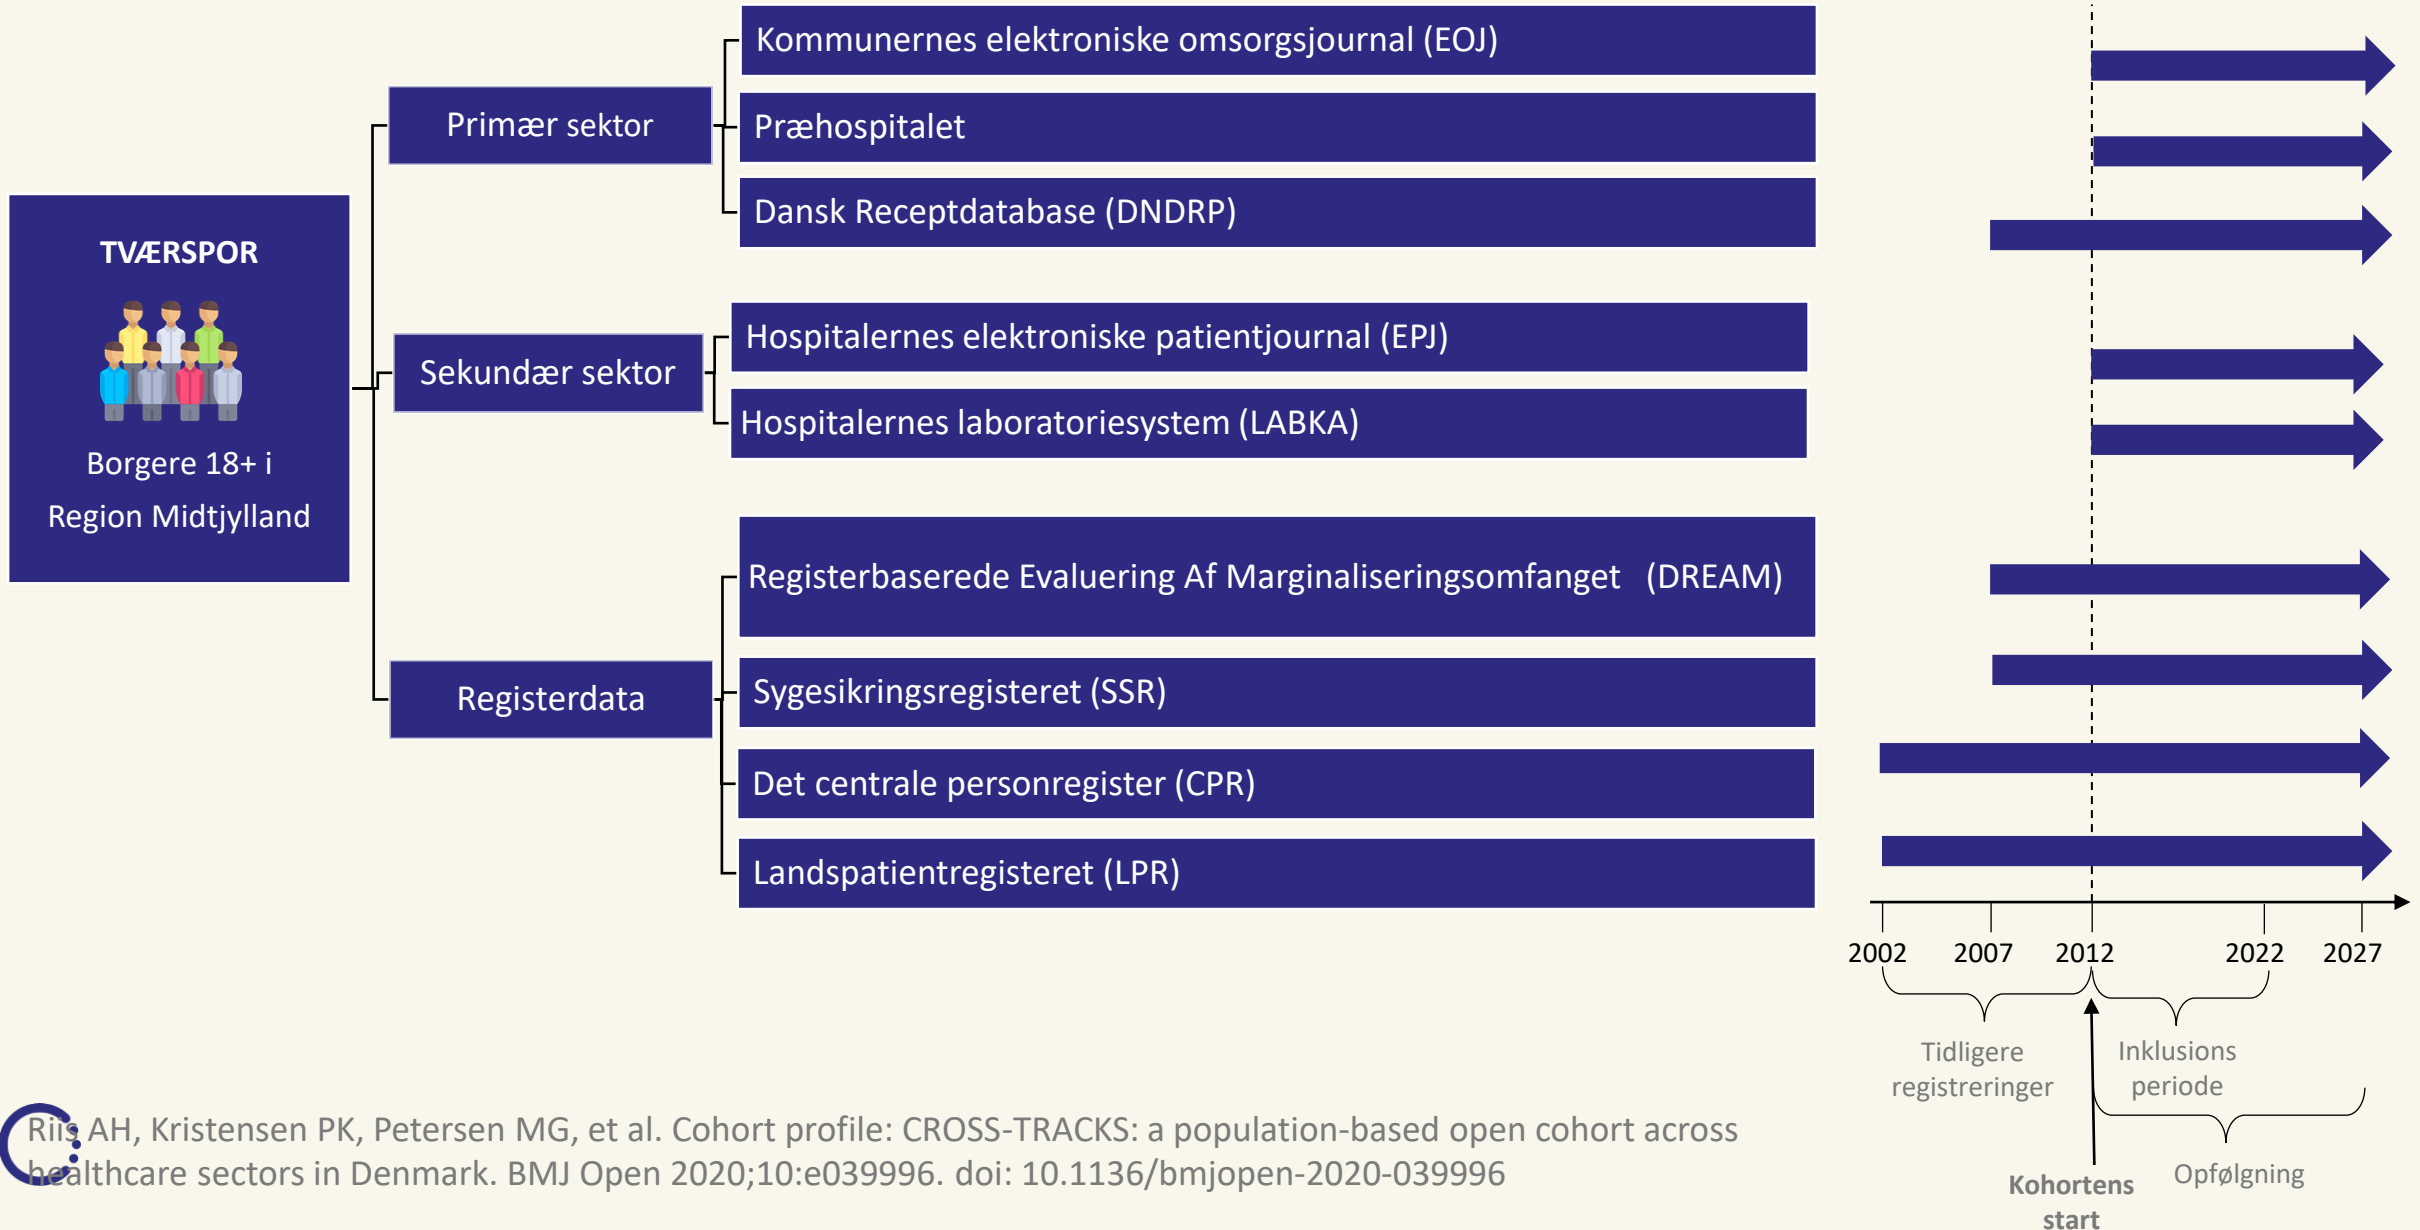 TVÆRSPOR
Borgere 18+ i
Region Midtjylland
Primær sektor
Kommunernes elektroniske omsorgsjournal (EOJ)
Præhospitalet
Dansk Receptdatabase (DNDRP)
Sekundær sektor
Hospitalernes elektroniske patientjournal (EPJ)
Hospitalernes laboratoriesystem (LABKA)
Registerdata
Registerbaserede Evaluering Af Marginaliseringsomfanget (DREAM)
Sygesikringsregisteret (SSR)
Det centrale personregister (CPR)
Landspatientregisteret (LPR)
2002 2007 2012 2022 2027
Tidligere
registreringer
Inklusions
periode
Opfølgning
Kohortens
start
Riis AH, Kristensen PK, Petersen MG, et al. Cohort profile: CROSS-TRACKS: a population-based open cohort across
healthcare sectors in Denmark. BMJ Open 2020;10:e039996. doi: 10.1136/bmjopen-2020-039996